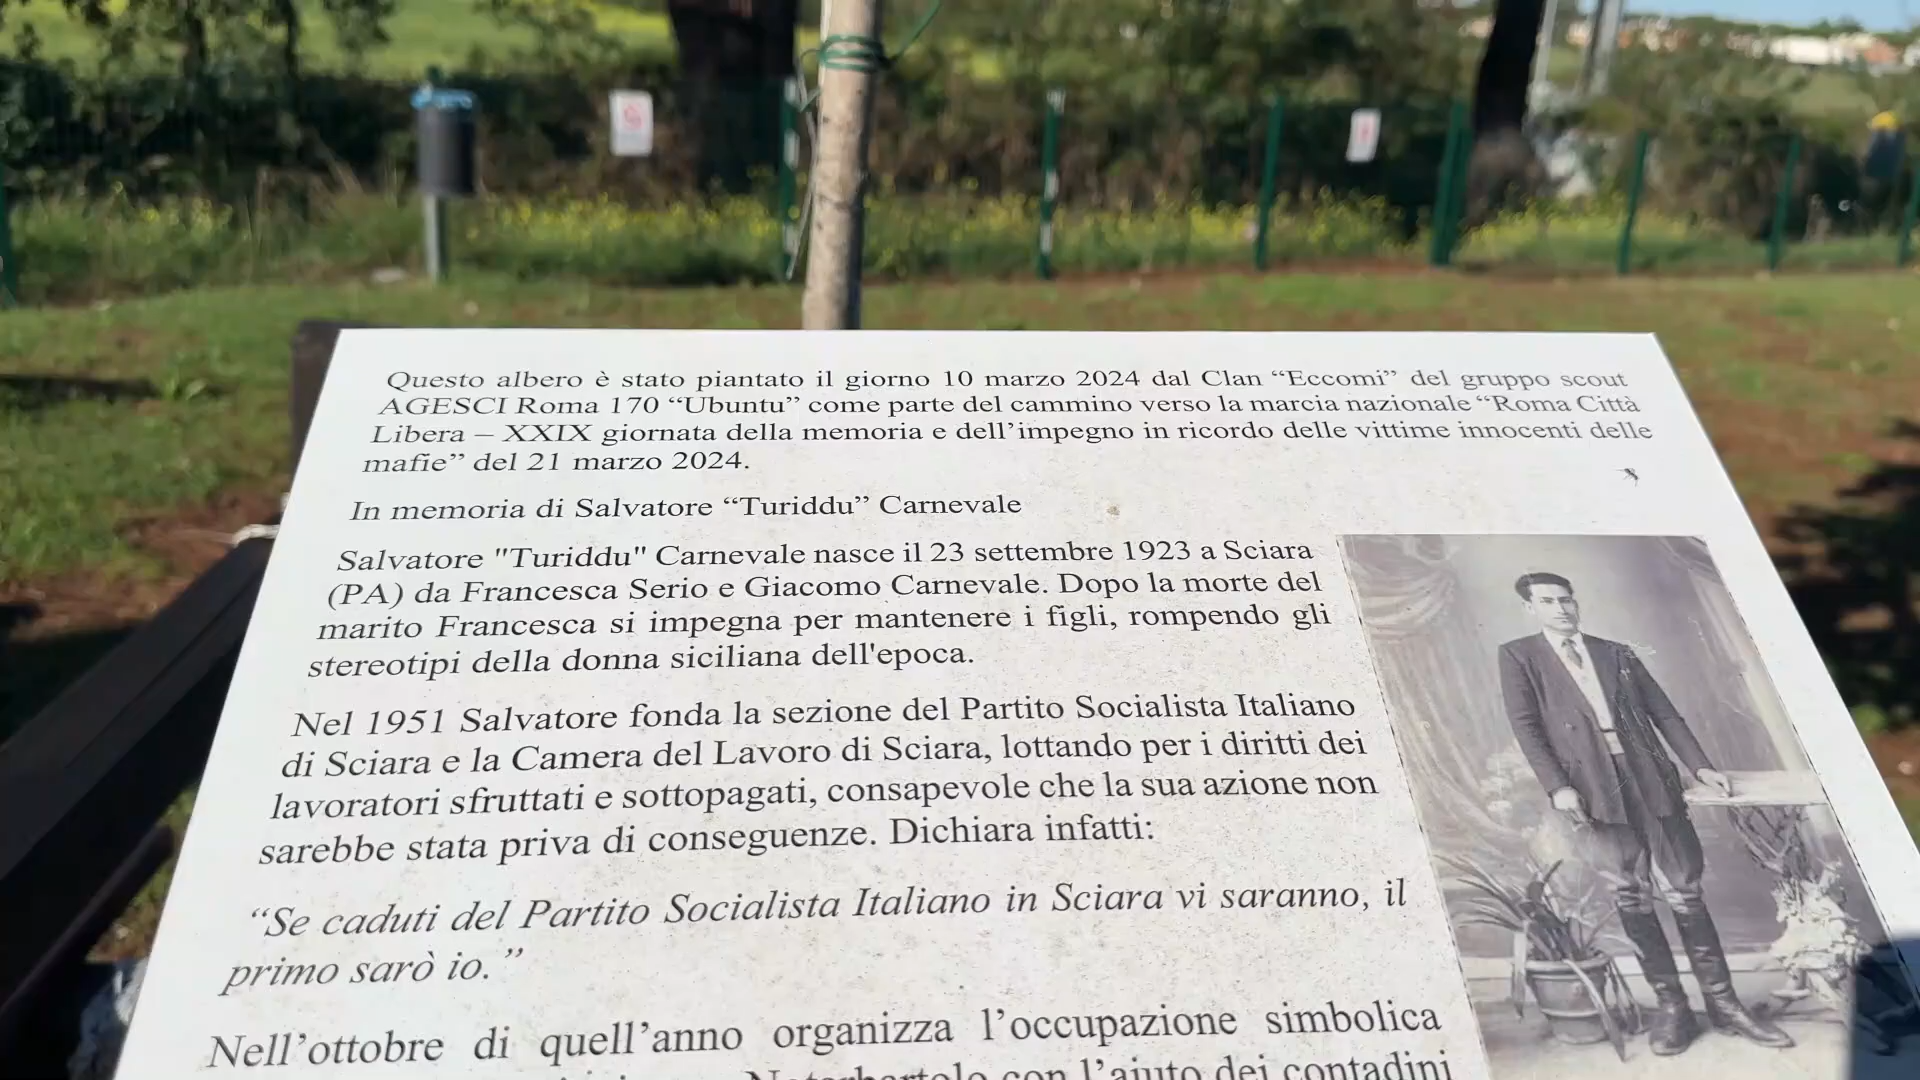 Questo albero è stato piantato il giorno 10 marzo 2024 dal Clan “Eccomi” del gruppo scout
AGESCI Roma 170 “Ubuntu” come parte del cammino verso la marcia nazionale “Roma Città
Libera – XXIX giornata della memoria e dell’impegno in ricordo delle vittime innocenti delle
mafie” del 21 marzo 2024.
In memoria di Salvatore “Turiddu” Carnevale
Salvatore "Turiddu" Carnevale nasce il 23 settembre 1923 a Sciara
(PA) da Francesca Serio e Giacomo Carnevale. Dopo la morte del
marito Francesca si impegna per mantenere i figli, rompendo gli
stereotipi della donna siciliana dell'epoca.
Nel 1951 Salvatore fonda la sezione del Partito Socialista Italiano
di Sciara e la Camera del Lavoro di Sciara, lottando per i diritti dei
lavoratori sfruttati e sottopagati, consapevole che la sua azione non
sarebbe stata priva di conseguenze. Dichiara infatti:
“Se caduti del Partito Socialista Italiano in Sciara vi saranno, il
primo sarò io.”
Nell’ottobre di quell’anno organizza l’occupazione simbolica
con l’aiuto dei contadini